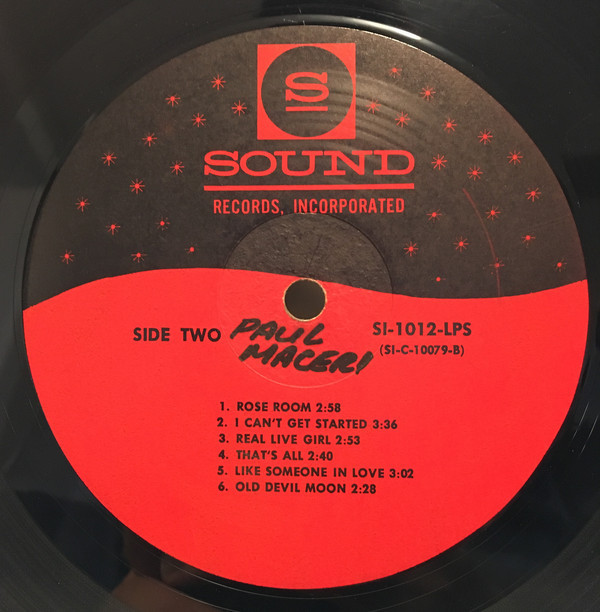 S
SOUND
RECORDS, INCORPORATED
SIDE TWO
PAUL
MACERI
SI-1012-LPS
(SI-C-10079-B)
1. ROSE ROOM 2:58
2. I CAN'T GET STARTED 3:36
3. REAL LIVE GIRL 2:53
4. THAT'S ALL 2:40
5. LIKE SOMEONE IN LOVE 3:02
6. OLD DEVIL MOON 2:28